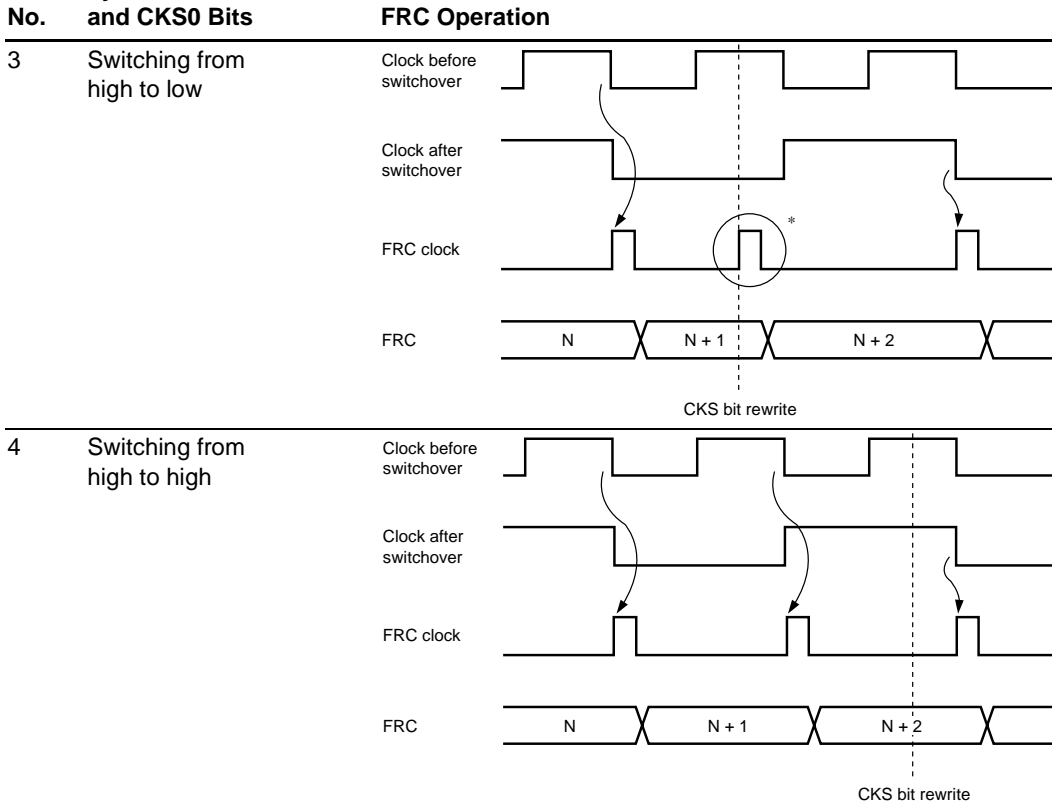 No. and CKS0 Bits FRC Operation
3 Switching from
high to low
Clock before
switchover
Clock after
switchover
FRC clock
*
FRC
N N + 1 N + 2
CKS bit rewrite
4 Switching from
high to high
Clock before
switchover
Clock after
switchover
FRC clock
FRC
N N + 1 N + 2
CKS bit rewrite